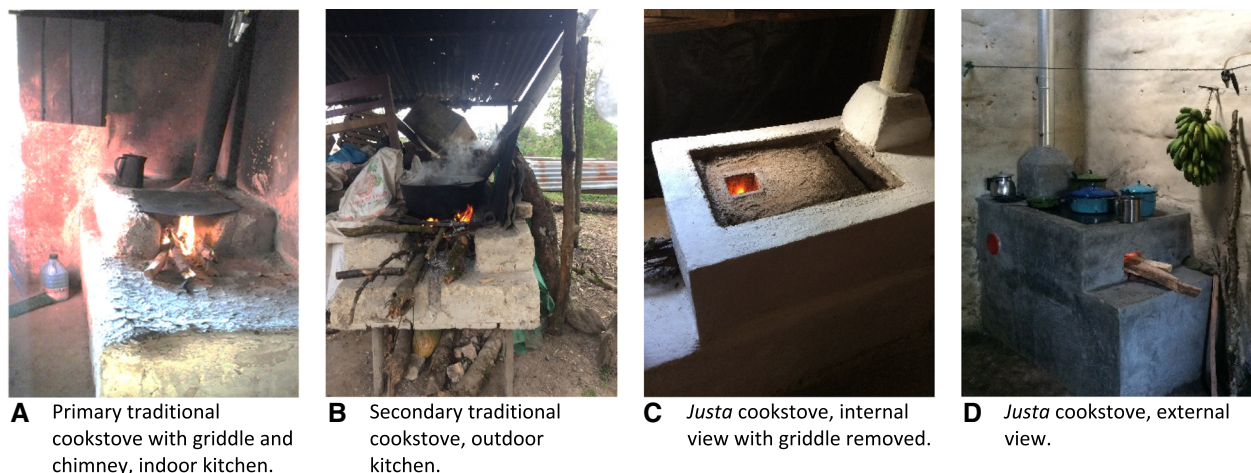 A Primary traditional
cookstove with griddle and
chimney, indoor kitchen.
B Secondary traditional
cookstove, outdoor
kitchen.
C Justa cookstove, internal
view with griddle removed.
D Justa cookstove, external
view.